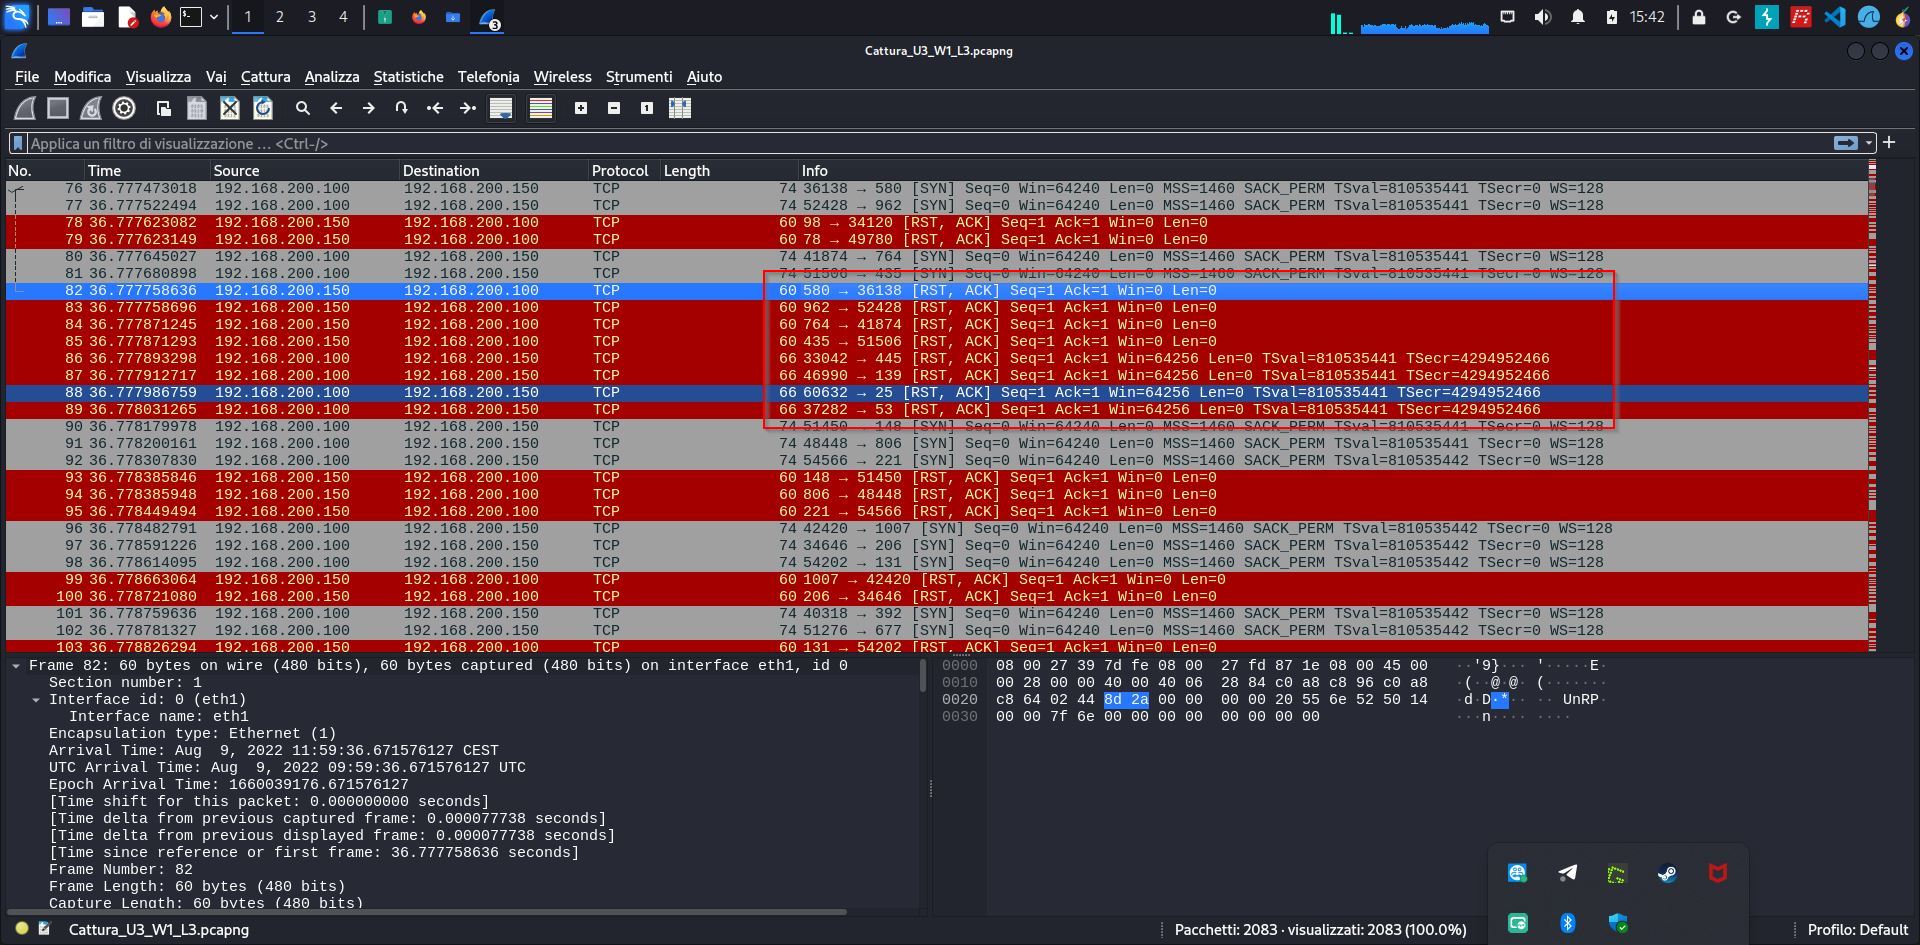 1 2 3 4 3 15:42
Cattura_U3_W1_L3.pcapng
File Modifica Visualizza Vai Cattura Analizza Statistiche Telefonia Wireless Strumenti Aiuto
Applica un filtro di visualizzazione … <Ctrl-/>
No. Time Source Destination Protocol Length Info
76 36.777473018 192.168.200.100 192.168.200.150 TCP 74 36138 → 580 [SYN] Seq=0 Win=64240 Len=0 MSS=1460 SACK_PERM TSval=810535441 TSecr=0 WS=128
77 36.777522494 192.168.200.100 192.168.200.150 TCP 74 52428 → 962 [SYN] Seq=0 Win=64240 Len=0 MSS=1460 SACK_PERM TSval=810535441 TSecr=0 WS=128
78 36.777623082 192.168.200.150 192.168.200.100 TCP 60 98 → 34120 [RST, ACK] Seq=1 Ack=1 Win=0 Len=0
79 36.777623149 192.168.200.150 192.168.200.100 TCP 60 78 → 49780 [RST, ACK] Seq=1 Ack=1 Win=0 Len=0
80 36.777645027 192.168.200.100 192.168.200.150 TCP 74 41874 → 764 [SYN] Seq=0 Win=64240 Len=0 MSS=1460 SACK_PERM TSval=810535441 TSecr=0 WS=128
81 36.777680898 192.168.200.100 192.168.200.150 TCP 74 51506 → 435 [SYN] Seq=0 Win=64240 Len=0 MSS=1460 SACK_PERM TSval=810535441 TSecr=0 WS=128
82 36.777758636 192.168.200.150 192.168.200.100 TCP 60 580 → 36138 [RST, ACK] Seq=1 Ack=1 Win=0 Len=0
83 36.777758696 192.168.200.150 192.168.200.100 TCP 60 962 → 52428 [RST, ACK] Seq=1 Ack=1 Win=0 Len=0
84 36.777871245 192.168.200.150 192.168.200.100 TCP 60 764 → 41874 [RST, ACK] Seq=1 Ack=1 Win=0 Len=0
85 36.777871293 192.168.200.150 192.168.200.100 TCP 60 435 → 51506 [RST, ACK] Seq=1 Ack=1 Win=0 Len=0
86 36.777893298 192.168.200.100 192.168.200.150 TCP 66 33042 → 445 [RST, ACK] Seq=1 Ack=1 Win=64256 Len=0 TSval=810535441 TSecr=4294952466
87 36.777912717 192.168.200.100 192.168.200.150 TCP 66 46990 → 139 [RST, ACK] Seq=1 Ack=1 Win=64256 Len=0 TSval=810535441 TSecr=4294952466
88 36.777986759 192.168.200.100 192.168.200.150 TCP 66 60632 → 25 [RST, ACK] Seq=1 Ack=1 Win=64256 Len=0 TSval=810535441 TSecr=4294952466
89 36.778031265 192.168.200.100 192.168.200.150 TCP 66 37282 → 53 [RST, ACK] Seq=1 Ack=1 Win=64256 Len=0 TSval=810535441 TSecr=4294952466
90 36.778179978 192.168.200.100 192.168.200.150 TCP 74 51450 → 148 [SYN] Seq=0 Win=64240 Len=0 MSS=1460 SACK_PERM TSval=810535441 TSecr=0 WS=128
91 36.778200161 192.168.200.100 192.168.200.150 TCP 74 48448 → 806 [SYN] Seq=0 Win=64240 Len=0 MSS=1460 SACK_PERM TSval=810535442 TSecr=0 WS=128
92 36.778307830 192.168.200.100 192.168.200.150 TCP 74 54566 → 221 [SYN] Seq=0 Win=64240 Len=0 MSS=1460 SACK_PERM TSval=810535442 TSecr=0 WS=128
93 36.778385846 192.168.200.150 192.168.200.100 TCP 60 148 → 51450 [RST, ACK] Seq=1 Ack=1 Win=0 Len=0
94 36.778385948 192.168.200.150 192.168.200.100 TCP 60 806 → 48448 [RST, ACK] Seq=1 Ack=1 Win=0 Len=0
95 36.778449494 192.168.200.150 192.168.200.100 TCP 60 221 → 54566 [RST, ACK] Seq=1 Ack=1 Win=0 Len=0
96 36.778482791 192.168.200.100 192.168.200.150 TCP 74 42420 → 1007 [SYN] Seq=0 Win=64240 Len=0 MSS=1460 SACK_PERM TSval=810535442 TSecr=0 WS=128
97 36.778591226 192.168.200.100 192.168.200.150 TCP 74 34646 → 206 [SYN] Seq=0 Win=64240 Len=0 MSS=1460 SACK_PERM TSval=810535442 TSecr=0 WS=128
98 36.778614095 192.168.200.100 192.168.200.150 TCP 74 54202 → 131 [SYN] Seq=0 Win=64240 Len=0 MSS=1460 SACK_PERM TSval=810535442 TSecr=0 WS=128
99 36.778663064 192.168.200.150 192.168.200.100 TCP 60 1007 → 42420 [RST, ACK] Seq=1 Ack=1 Win=0 Len=0
100 36.778721080 192.168.200.150 192.168.200.100 TCP 60 206 → 34646 [RST, ACK] Seq=1 Ack=1 Win=0 Len=0
101 36.778759636 192.168.200.100 192.168.200.150 TCP 74 40318 → 392 [SYN] Seq=0 Win=64240 Len=0 MSS=1460 SACK_PERM TSval=810535442 TSecr=0 WS=128
102 36.778781327 192.168.200.100 192.168.200.150 TCP 74 51276 → 677 [SYN] Seq=0 Win=64240 Len=0 MSS=1460 SACK_PERM TSval=810535442 TSecr=0 WS=128
103 36.778826294 192.168.200.150 192.168.200.100 TCP 60 131 → 54202 [RST, ACK] Seq=1 Ack=1 Win=0 Len=0
Frame 82: 60 bytes on wire (480 bits), 60 bytes captured (480 bits) on interface eth1, id 0
Section number: 1
Interface id: 0 (eth1)
Interface name: eth1
Encapsulation type: Ethernet (1)
Arrival Time: Aug 9, 2022 11:59:36.671576127 CEST
UTC Arrival Time: Aug 9, 2022 09:59:36.671576127 UTC
Epoch Arrival Time: 1660039176.671576127
[Time shift for this packet: 0.000000000 seconds]
[Time delta from previous captured frame: 0.000077738 seconds]
[Time delta from previous displayed frame: 0.000077738 seconds]
[Time since reference or first frame: 36.777758636 seconds]
Frame Number: 82
Frame Length: 60 bytes (480 bits)
Capture Length: 60 bytes (480 bits)
0000 08 00 27 39 7d fe 08 00 27 fd 87 1e 08 00 45 00 ··'9}··· '·····E·
0010 00 28 00 00 40 00 40 06 28 84 c0 a8 c8 96 c0 a8 ·(··@·@· (·······
0020 c8 64 02 44 8d 2a 00 00 00 00 20 55 6e 52 50 14 ·d·D·*·· ·· UnRP·
0030 00 00 7f 6e 00 00 00 00 00 00 00 00 ···n···· ····
Cattura_U3_W1_L3.pcapng
Pacchetti: 2083 · visualizzati: 2083 (100.0%)
Profilo: Default